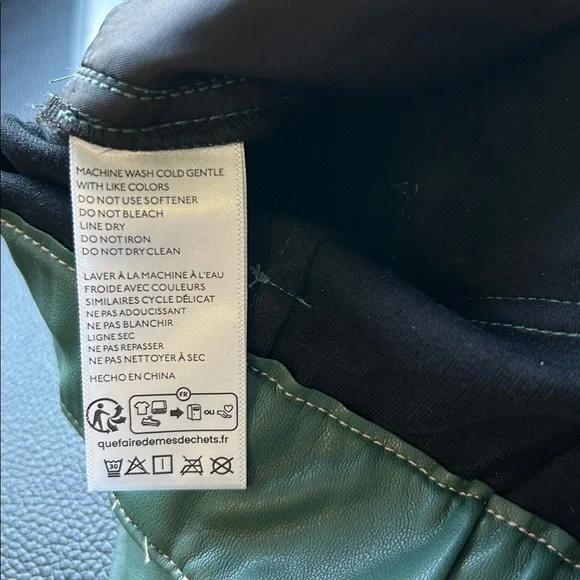 MACHINE WASH COLD GENTLE
WITH LIKE COLORS
DO NOT USE SOFTENER
DO NOT BLEACH
LINE DRY
DO NOT IRON
DO NOT DRY CLEAN
LAVER À LA MACHINE À L'EAU
FROIDE AVEC COULEURS
SIMILAIRES CYCLE DÉLICAT
NE PAS ADOUCISSANT
NE PAS BLANCHIR
LIGNE SEC
NE PAS REPASSER
NE PAS NETTOYER À SEC
HECHO EN CHINA
FR
OU
quefairedemesdechets.fr
30